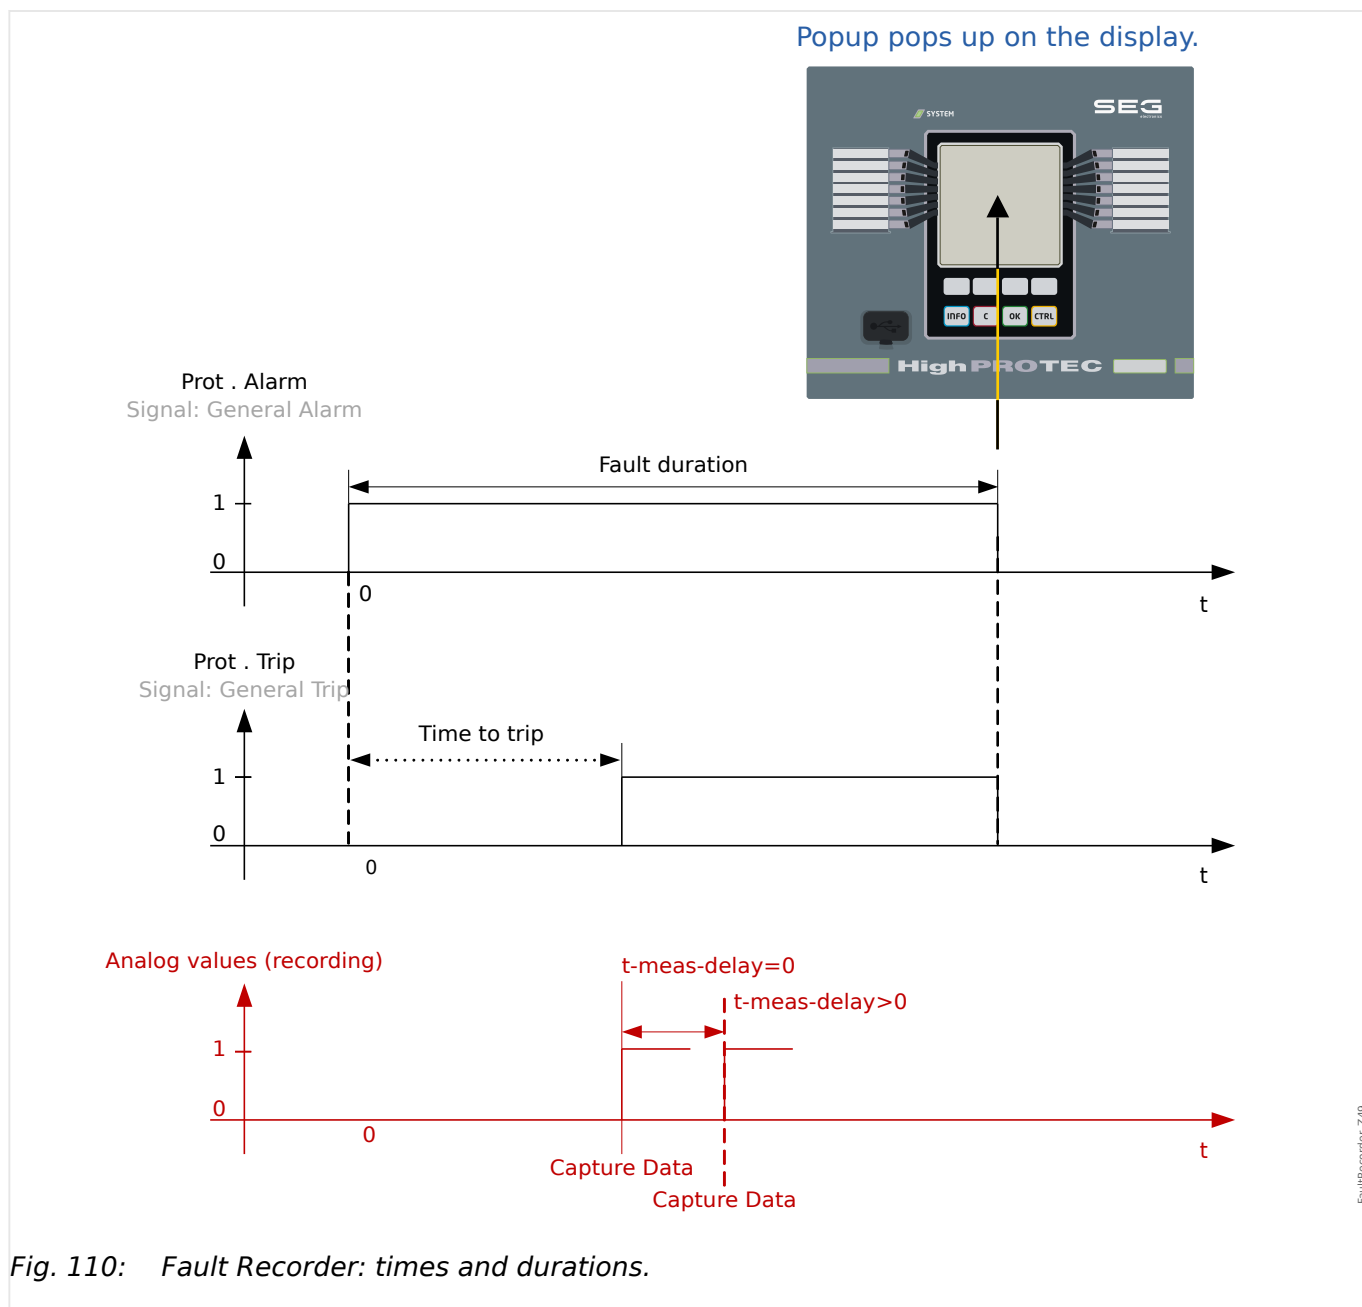 Popup pops up on the display.
SYSTEM
SEG
INFO
C
OK
CTRL
HighPROTEC
Prot . Alarm
Signal: General Alarm
Fault duration
1
0
0
t
Prot . Trip
Signal: General Trip
Time to trip
1
0
0
t
Analog values (recording)
t-meas-delay=0
t-meas-delay>0
1
0
0
t
Capture Data
Capture Data
FaultRecorder_Z49
Fig. 110: Fault Recorder: times and durations.